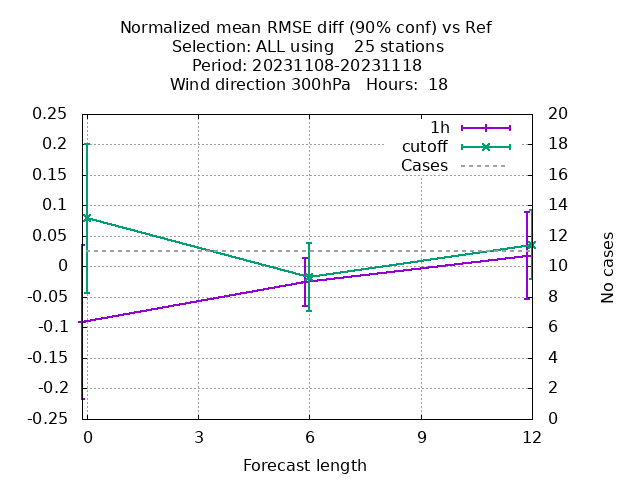 Normalized mean RMSE diff (90% conf) vs Ref
Selection: ALL using    25 stations
Period: 20231108-20231118
Wind direction 300hPa   Hours:  18
0.25
0.2
0.15
0.1
0.05
0
-0.05
-0.1
-0.15
-0.2
-0.25
20
18
16
14
12
10
8
6
4
2
0
1h
cutoff
Cases
No cases
0 3 6 9 12
Forecast length